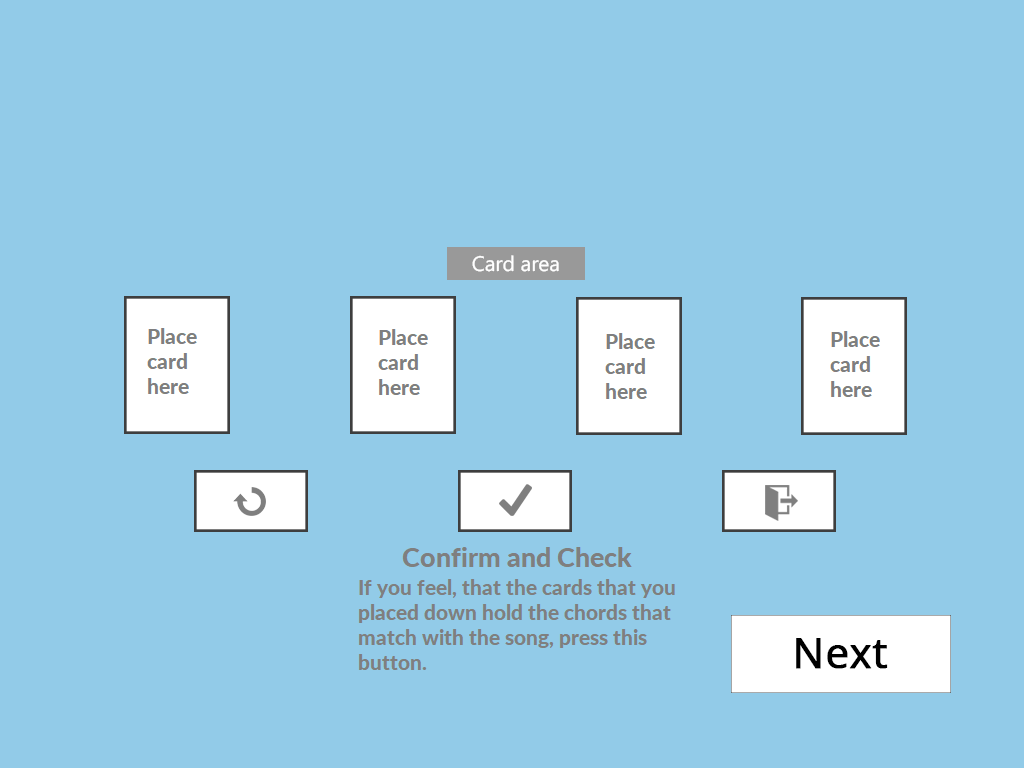 Card area
Place
card
here
Place
card
here
Place
card
here
Place
card
here
Confirm and Check
If you feel, that the cards that you
placed down hold the chords that
match with the song, press this
button.
Next